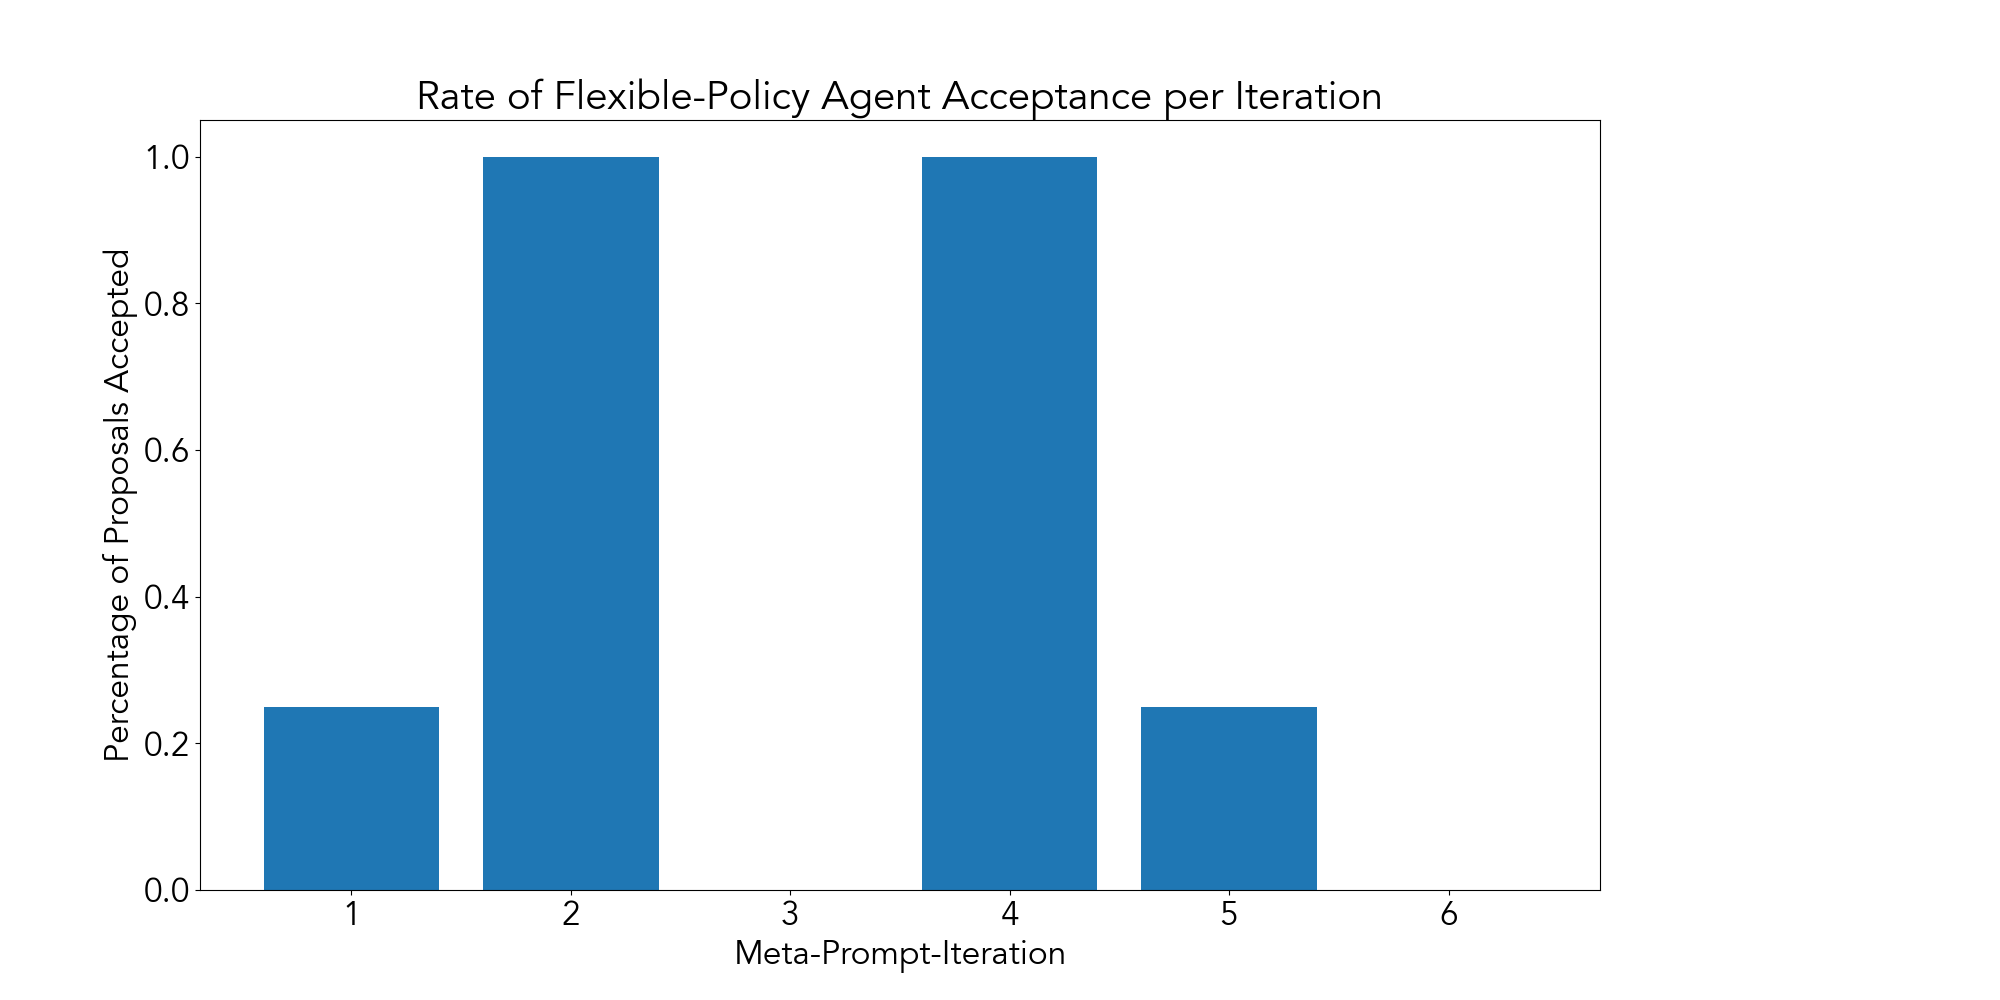 Rate of Flexible-Policy Agent Acceptance per Iteration
Percentage of Proposals Accepted
1.0
0.8
0.6
0.4
0.2
0.0
1 2 3 4 5 6
Meta-Prompt-Iteration